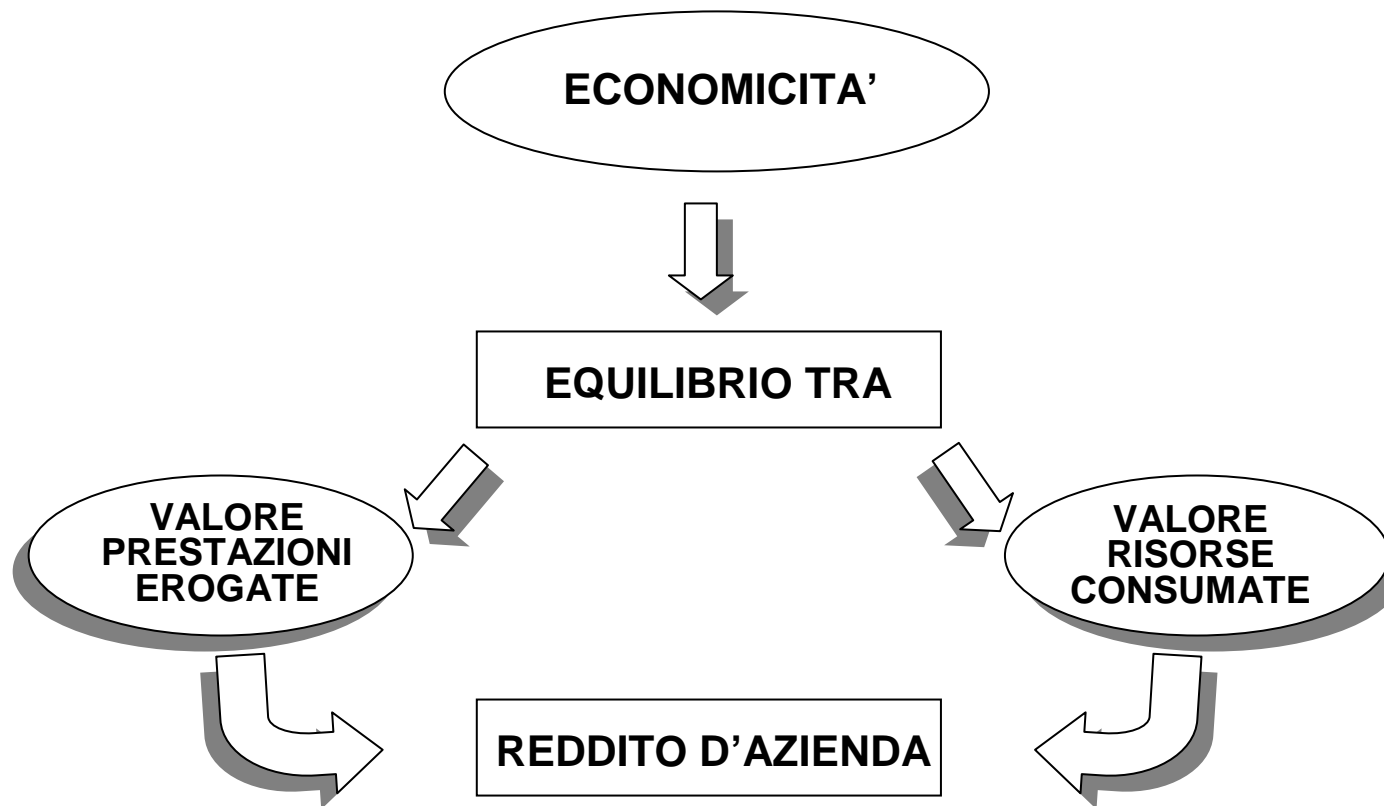 ECONOMICITA’
EQUILIBRIO TRA
VALORE
PRESTAZIONI
EROGATE
VALORE
RISORSE
CONSUMATE
REDDITO D’AZIENDA